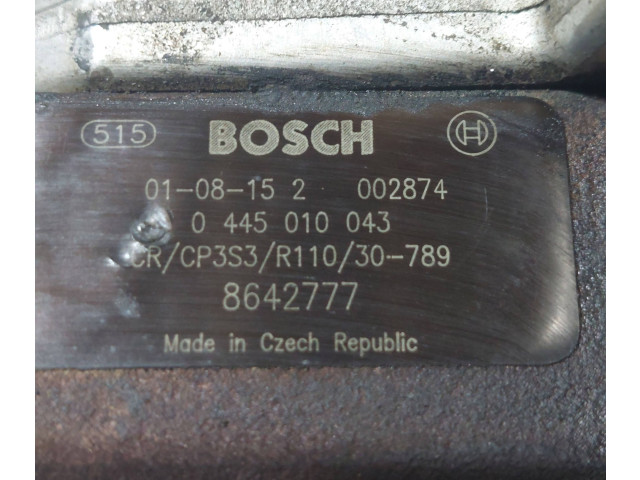 515 BOSCH
01-08-15 2 002874
0 445 010 043
CR/CP3S3/R110/30-789
8642777
Made in Czech Republic